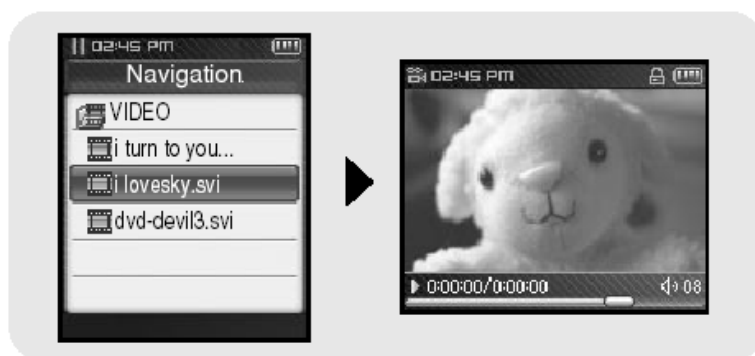 02:45 PM
Navigation
VIDEO
i turn to you...
i lovesky.svi
dvd-devil3.svi
02:45 PM
0:00:00/0:00:00
08